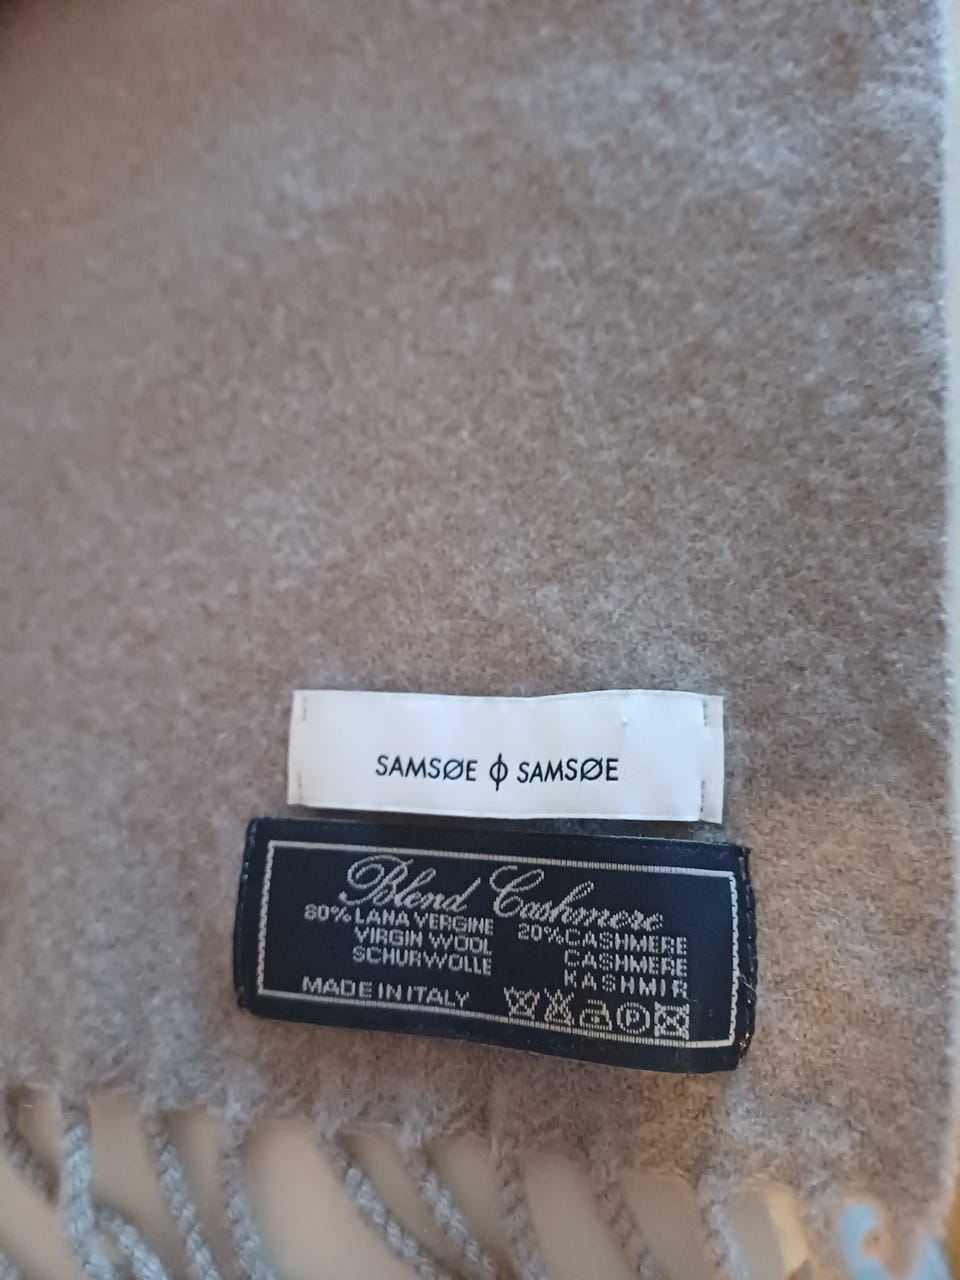 SAMSØE ɸ SAMSØE
Blend Cashmere
80% LANA VERGINE
VIRGIN WOOL
SCHURWOLLE
20% CASHMERE
CASHMERE
KASHMIR
MADE IN ITALY
P